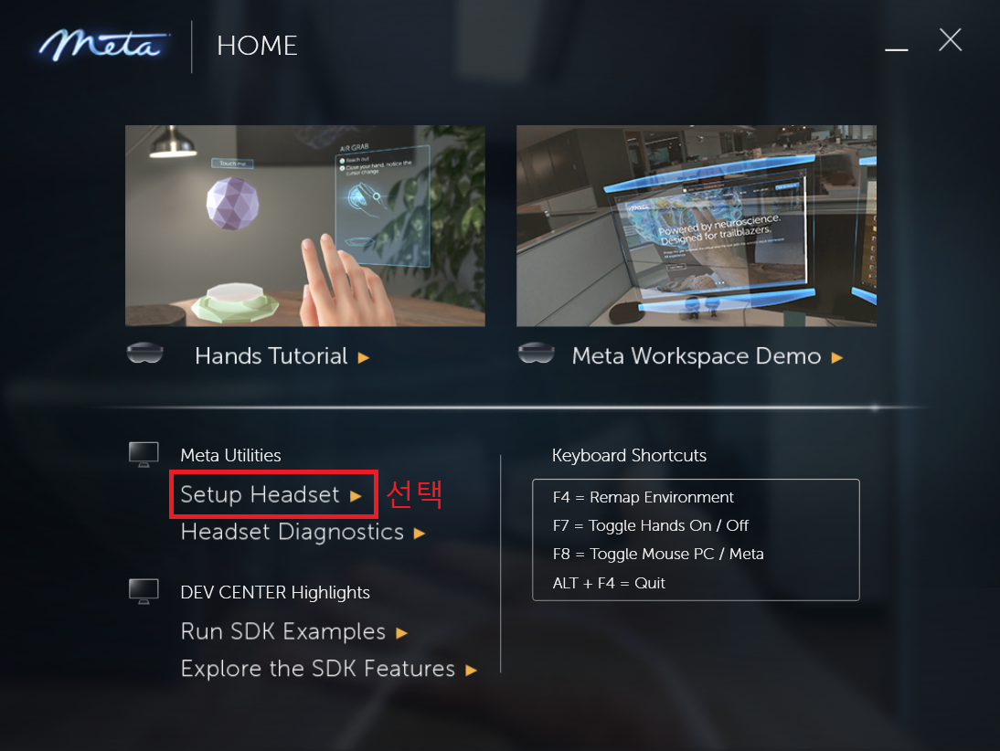 Meta
HOME
AIR GRAB
Reach out
Close your hand, notice the
cursor change
Touch me
meta
Powered by neuroscience.
Designed for trailblazers.
Hands Tutorial
Meta Workspace Demo
Meta Utilities
Setup Headset 선택
Headset Diagnostics
DEV CENTER Highlights
Run SDK Examples
Explore the SDK Features
Keyboard Shortcuts
F4 = Remap Environment
F7 = Toggle Hands On / Off
F8 = Toggle Mouse PC / Meta
ALT + F4 = Quit